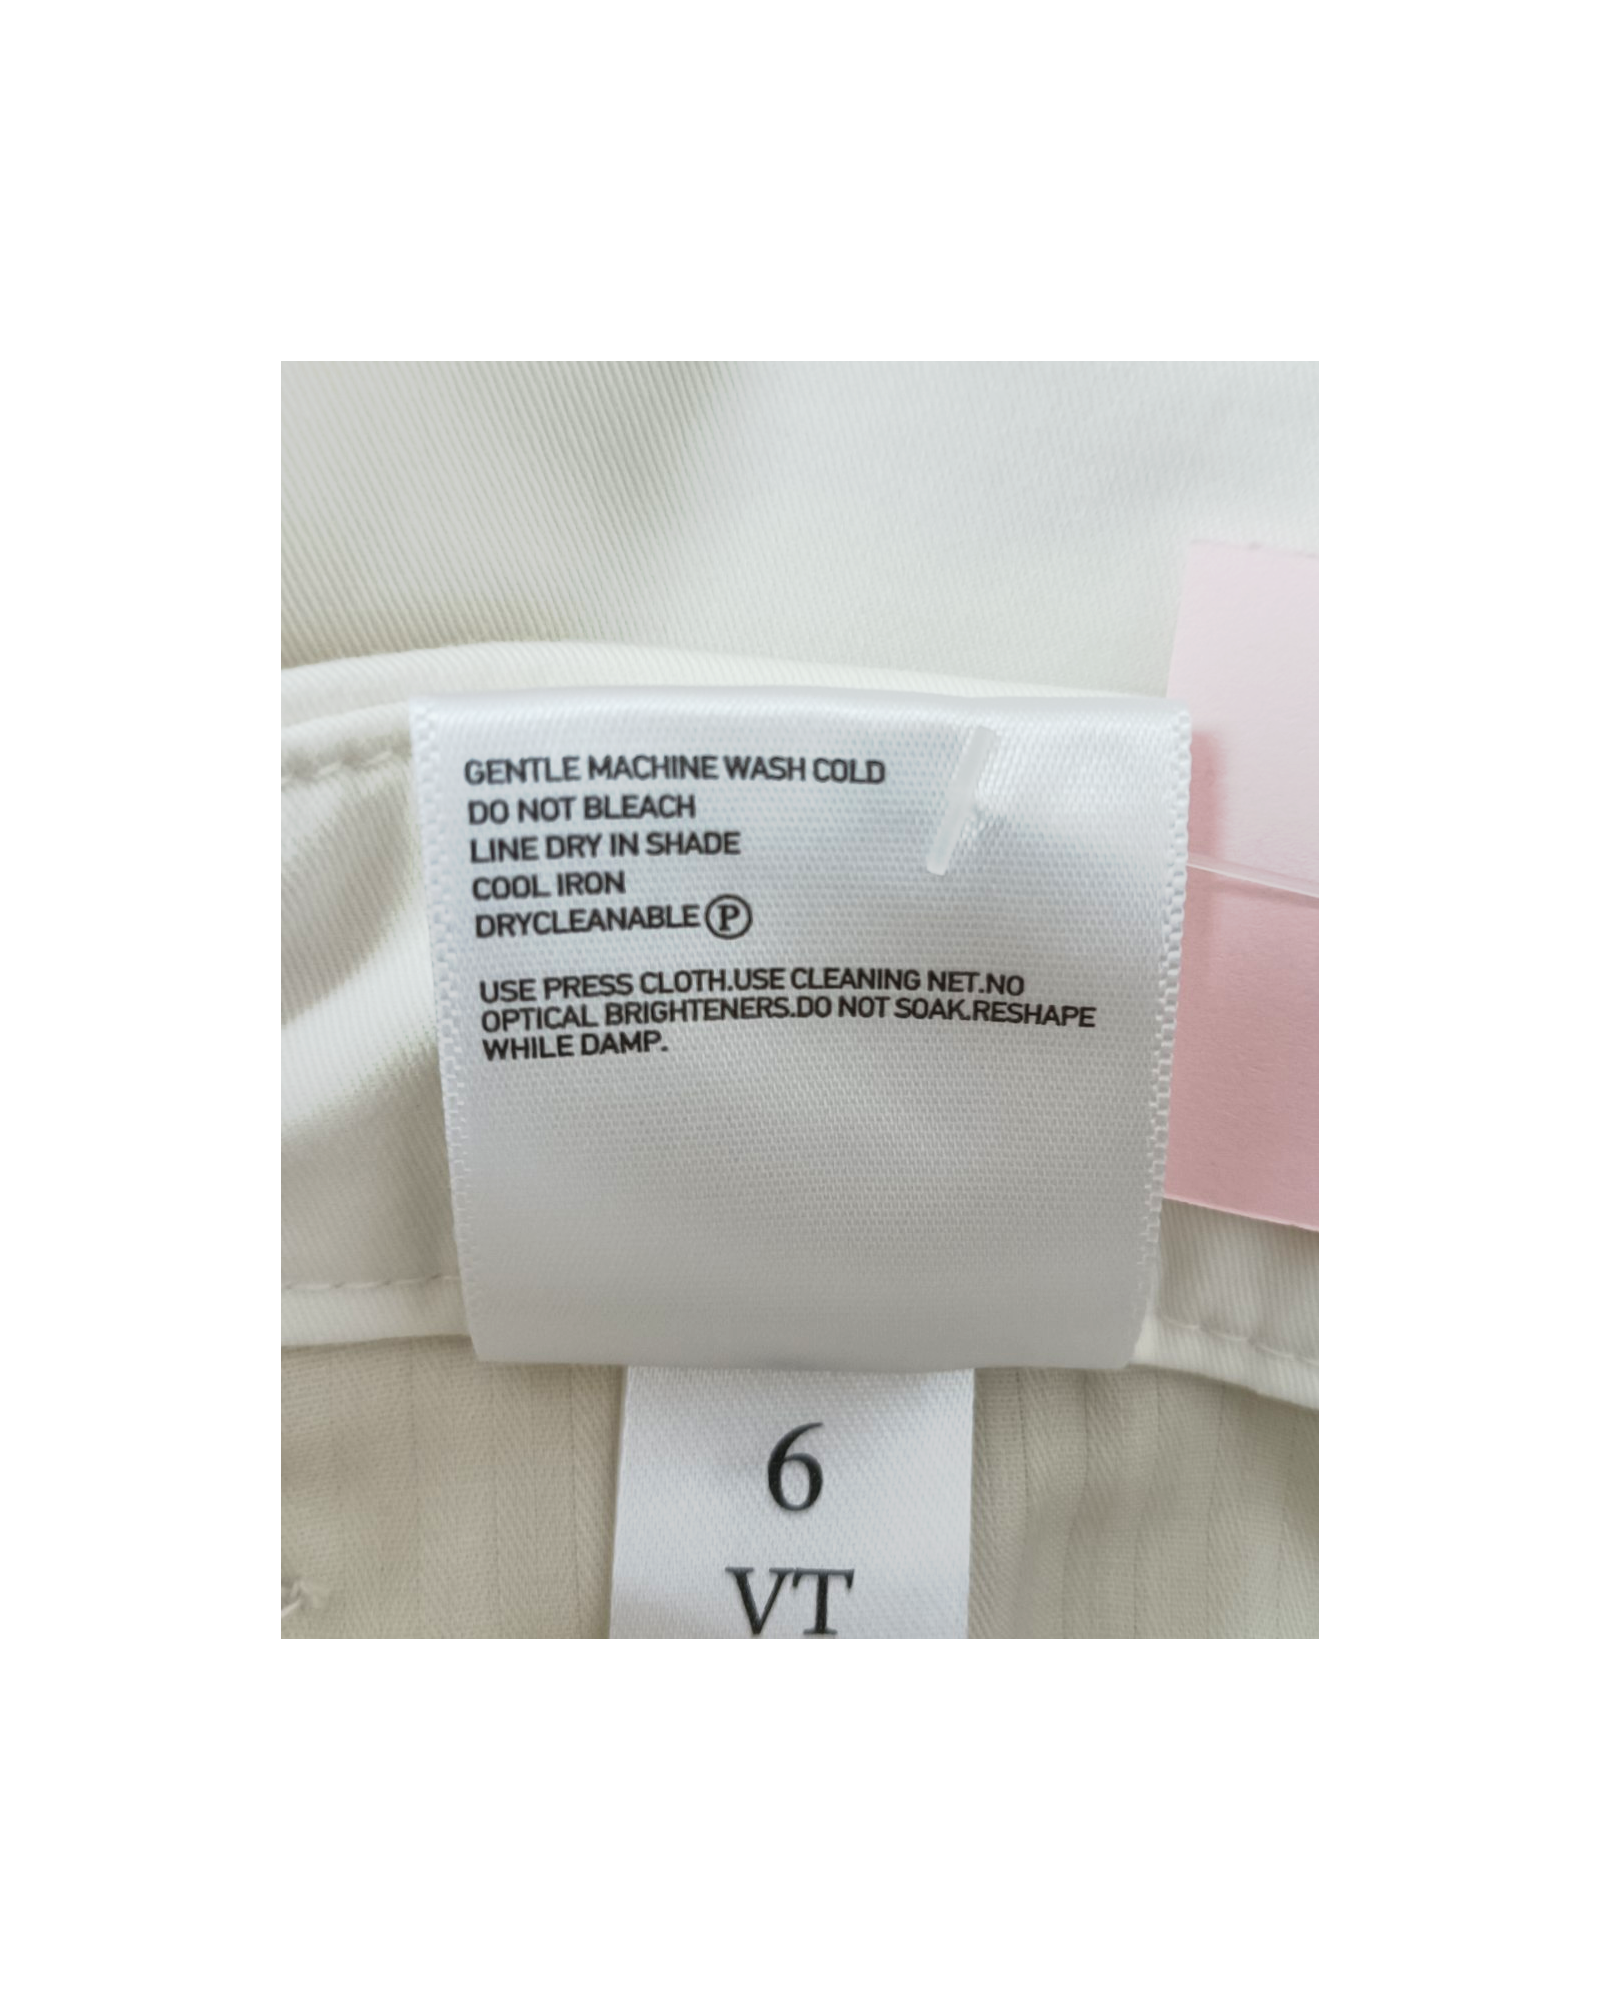 GENTLE MACHINE WASH COLD
DO NOT BLEACH
LINE DRY IN SHADE
COOL IRON
DRYCLEANABLE Ⓟ
USE PRESS CLOTH.USE CLEANING NET.NO
OPTICAL BRIGHTENERS.DO NOT SOAK.RESHAPE
WHILE DAMP.
6
VT